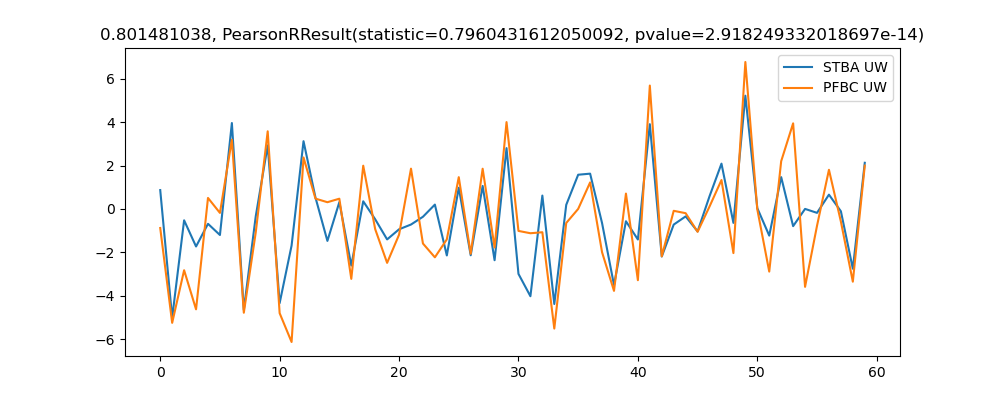 0.801481038, PearsonRResult(statistic=0.7960431612050092, pvalue=2.918249332018697e-14)
STBA UW
PFBC UW
6
4
2
0
−2
−4
−6
0 10 20 30 40 50 60